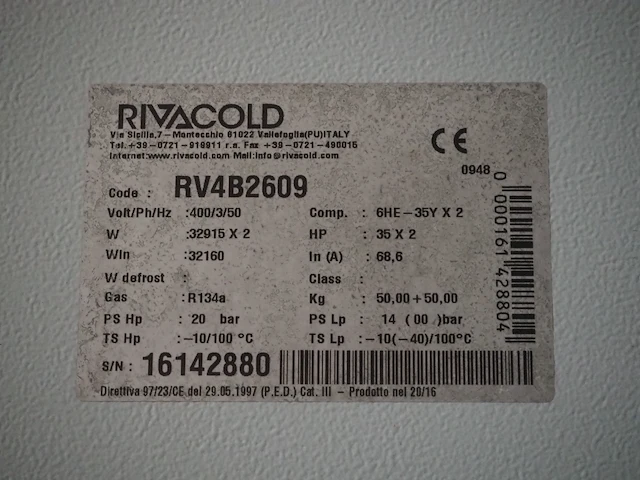 RIVACOLD
Via Sicilia,7 - Montecchio 61022 Vallefoglia(PU)ITALY
Tel. +39-0721-919911 r.a. Fax +39-0721-490015
Internet:www.rivacold.com Mail:info@rivacold.com
CE
0948
Code : RV4B2609
Volt/Ph/Hz :400/3/50 Comp. : 6HE-35Y X 2
W :32915 X 2 HP : 35 X 2
Win :32160 In (A) : 68,6
W defrost : Class :
Gas :R134a Kg : 50,00+50,00
PS Hp : 20 bar PS Lp : 14 (00 )bar
TS Hp :-10/100 °C TS Lp :-10(-40)/100°C
S/N : 16142880
Direttiva 97/23/CE del 29.05.1997 (P.E.D.) Cat. III - Prodotto nel 20/16
0 000161 428804